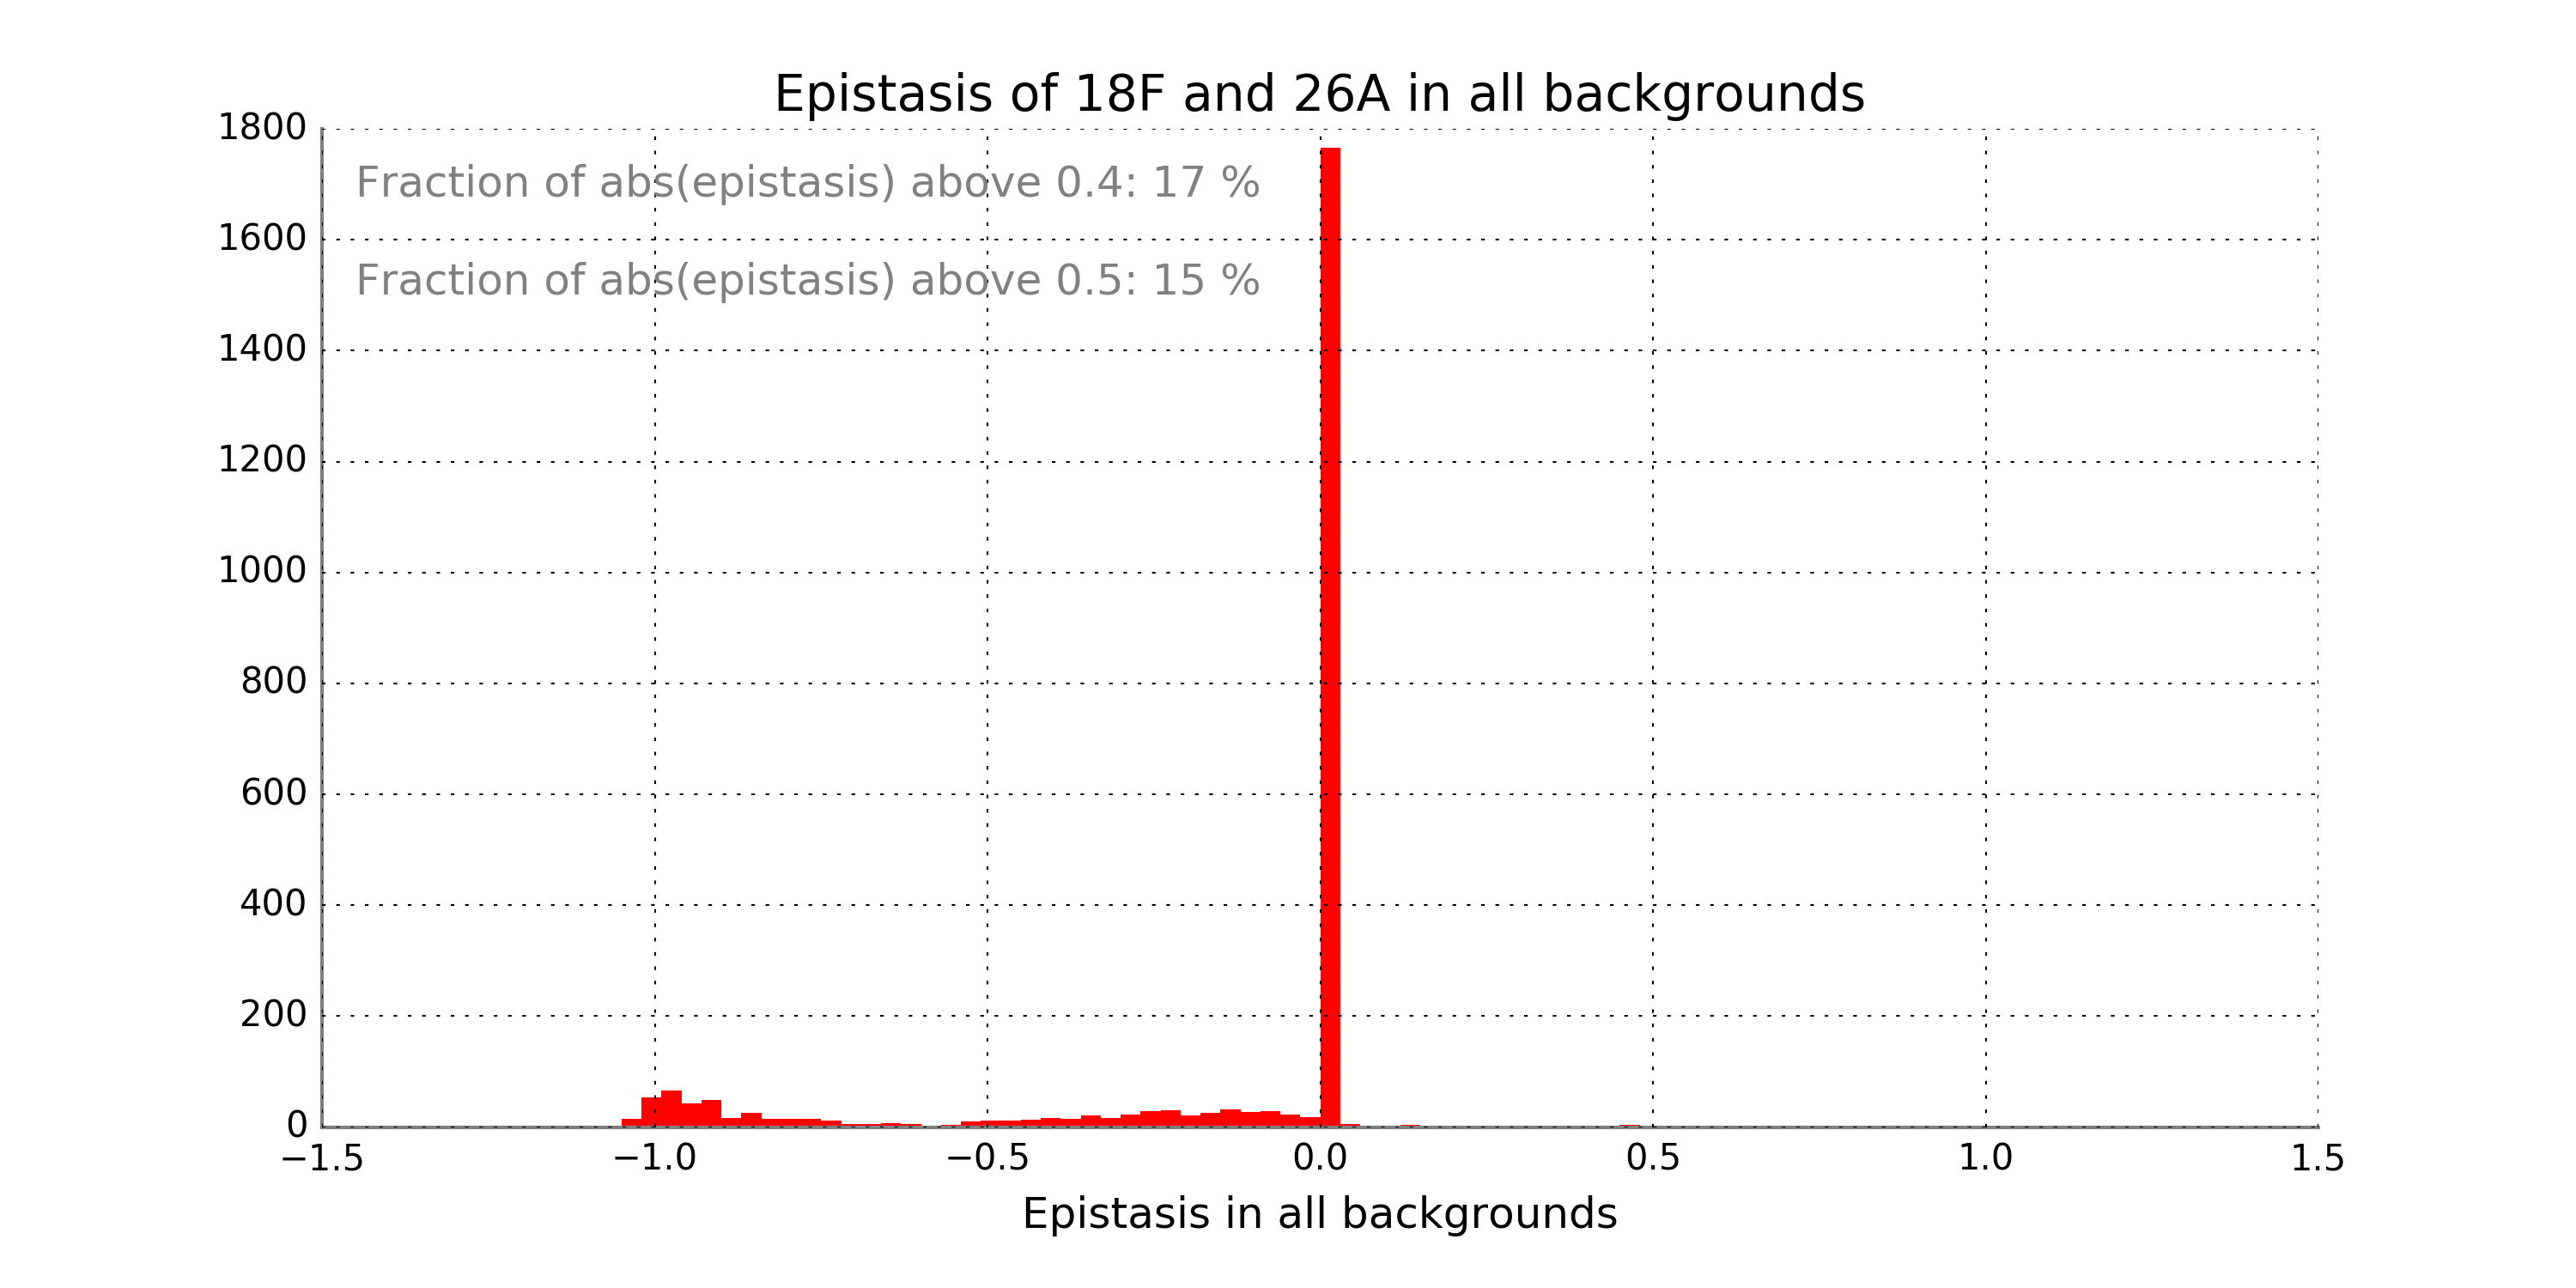 Epistasis of 18F and 26A in all backgrounds
1800
1600
1400
1200
1000
800
600
400
200
0
Fraction of abs(epistasis) above 0.4: 17 %
Fraction of abs(epistasis) above 0.5: 15 %
−1.5 −1.0 −0.5 0.0 0.5 1.0 1.5
Epistasis in all backgrounds